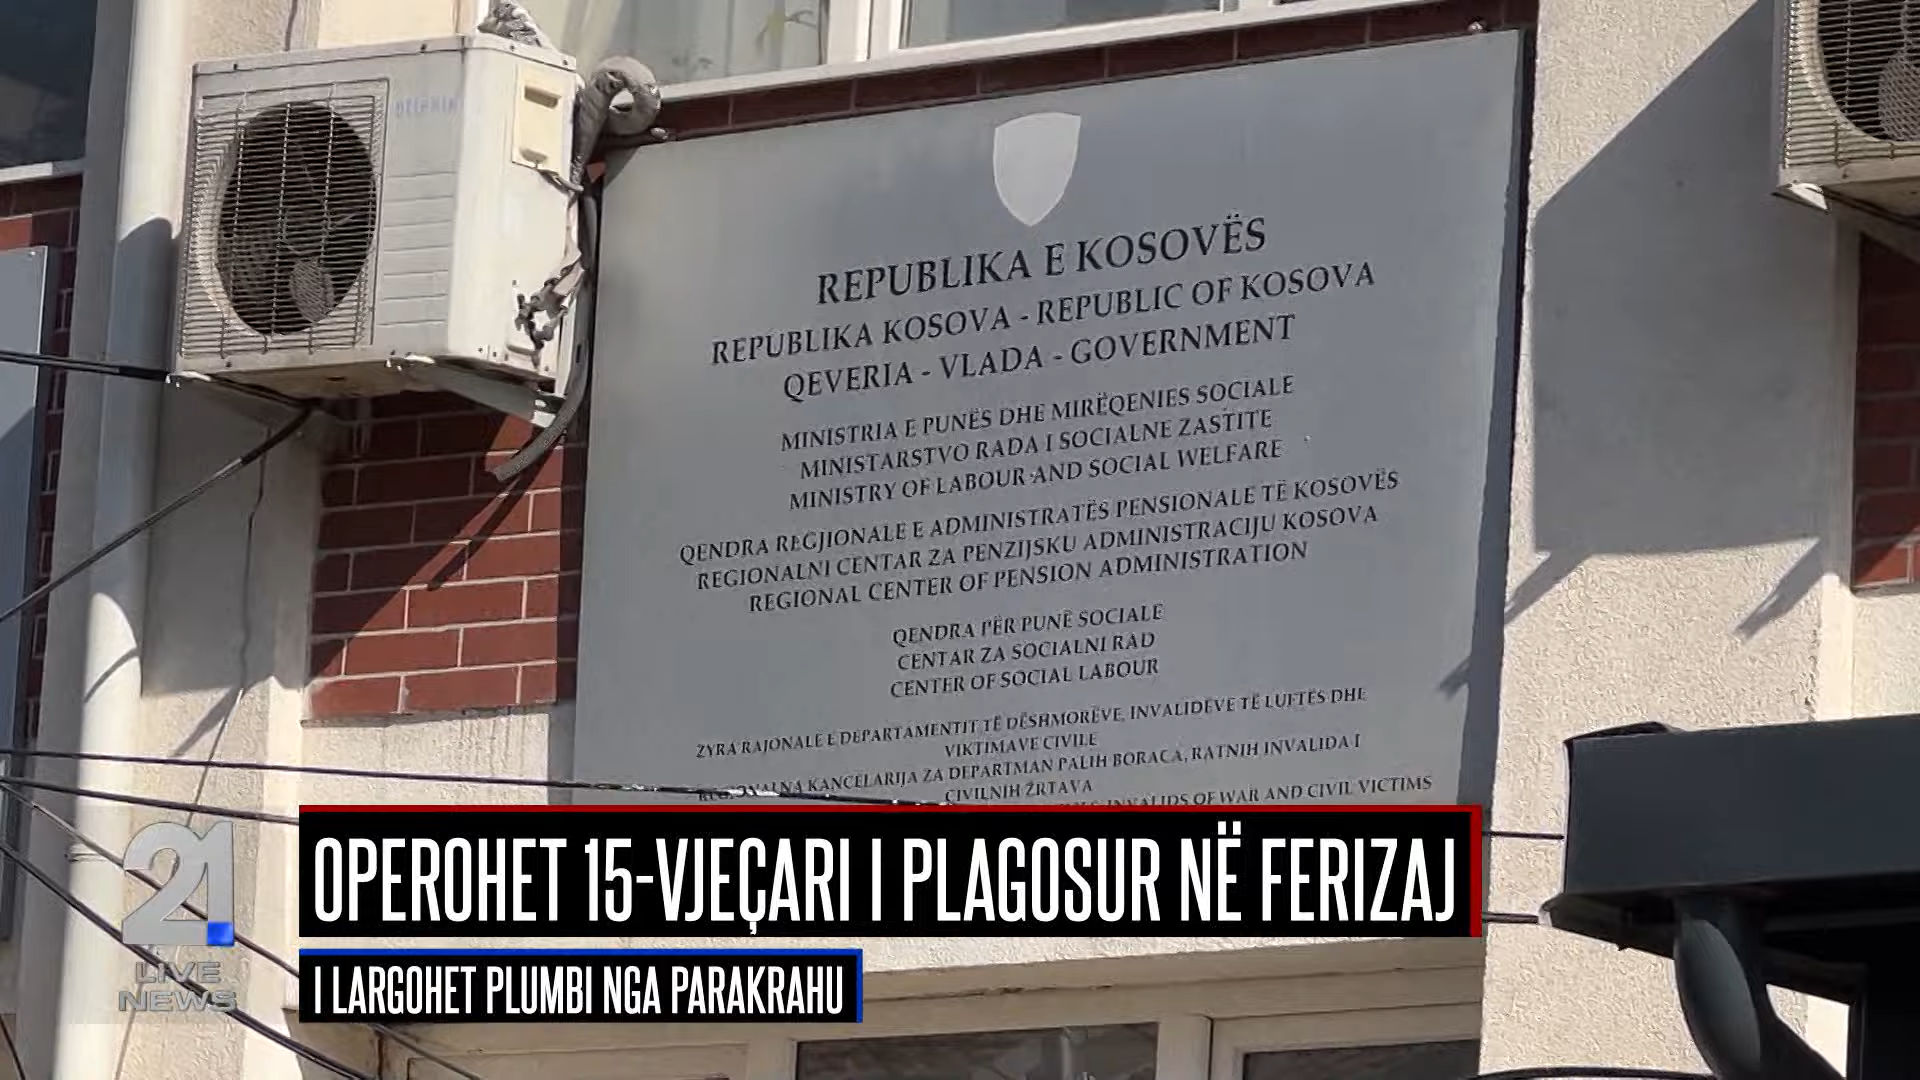 DELPHIN
REPUBLIKA E KOSOVËS
REPUBLIKA KOSOVA - REPUBLIC OF KOSOVA
QEVERIA - VLADA - GOVERNMENT
MINISTRIA E PUNËS DHE MIRËQENIES SOCIALE
MINISTARSTVO RADA I SOCIALNE ZAŠTITE
MINISTRY OF LABOUR AND SOCIAL WELFARE
QENDRA REGJIONALE E ADMINISTRATËS PENSIONALE TË KOSOVËS
REGIONALNI CENTAR ZA PENZIJSKU ADMINISTRACIJU KOSOVA
REGIONAL CENTER OF PENSION ADMINISTRATION
QENDRA PËR PUNË SOCIALE
CENTAR ZA SOCIALNI RAD
CENTER OF SOCIAL LABOUR
ZYRA RAJONALE E DEPARTAMENTIT TË DËSHMORËVE, INVALIDËVE TË LUFTËS DHE
VIKTIMAVE CIVILE
KANCELARIJA ZA DEPARTMAN PALIH BORACA, RATNIH INVALIDA I
CIVILNIH ŽRTAVA
INVALIDS OF WAR AND CIVIL VICTIMS
OPEROHET 15-VJEÇARI I PLAGOSUR NË FERIZAJ
I LARGOHET PLUMBI NGA PARAKRAHU
21
LIVE
NEWS